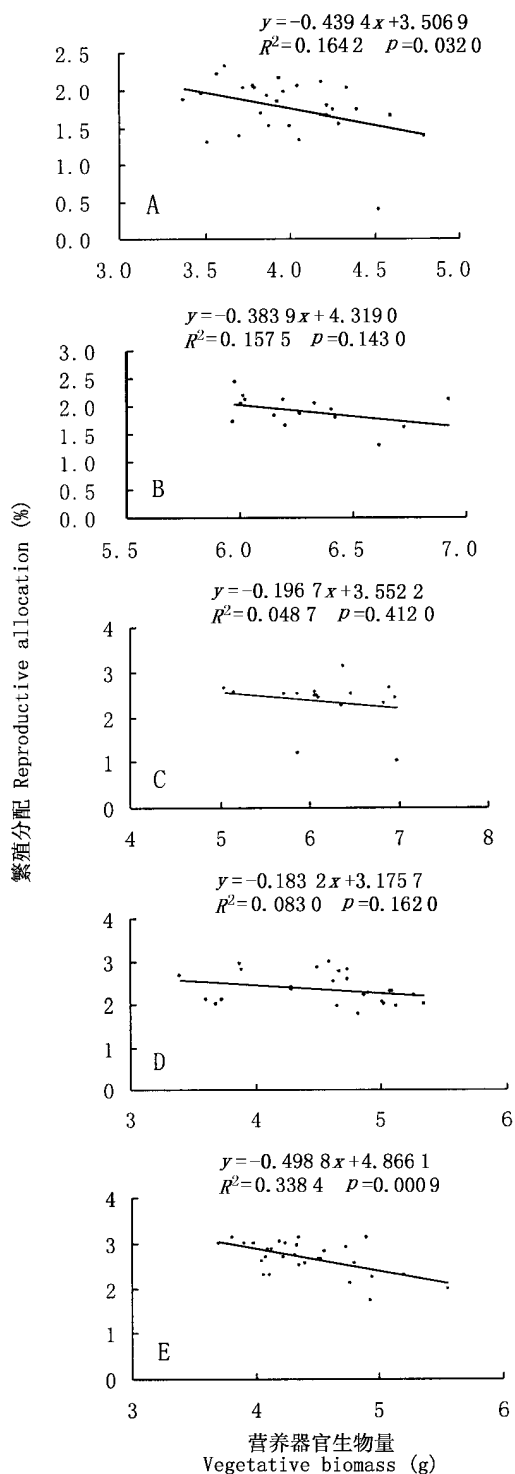 y=-0.439 4x+3.506 9
R²=0.164 2 p=0.032 0
2.5
2.0
1.5
1.0
0.5
0.0
A
3.0 3.5 4.0 4.5 5.0
y=-0.383 9x+4.319 0
R²=0.157 5 p=0.143 0
3.0
2.5
2.0
1.5
1.0
0.5
0.0
B
5.5 6.0 6.5 7.0
y=-0.196 7x+3.552 2
R²=0.048 7 p=0.412 0
4
3
2
1
0
C
4 5 6 7 8
y=-0.183 2x+3.175 7
R²=0.083 0 p=0.162 0
4
3
2
1
0
D
3 4 5 6
y=-0.498 8x+4.866 1
R²=0.338 4 p=0.000 9
4
3
2
1
0
E
3 4 5 6
繁殖分配 Reproductive allocation (%)
营养器官生物量
Vegetative biomass (g)